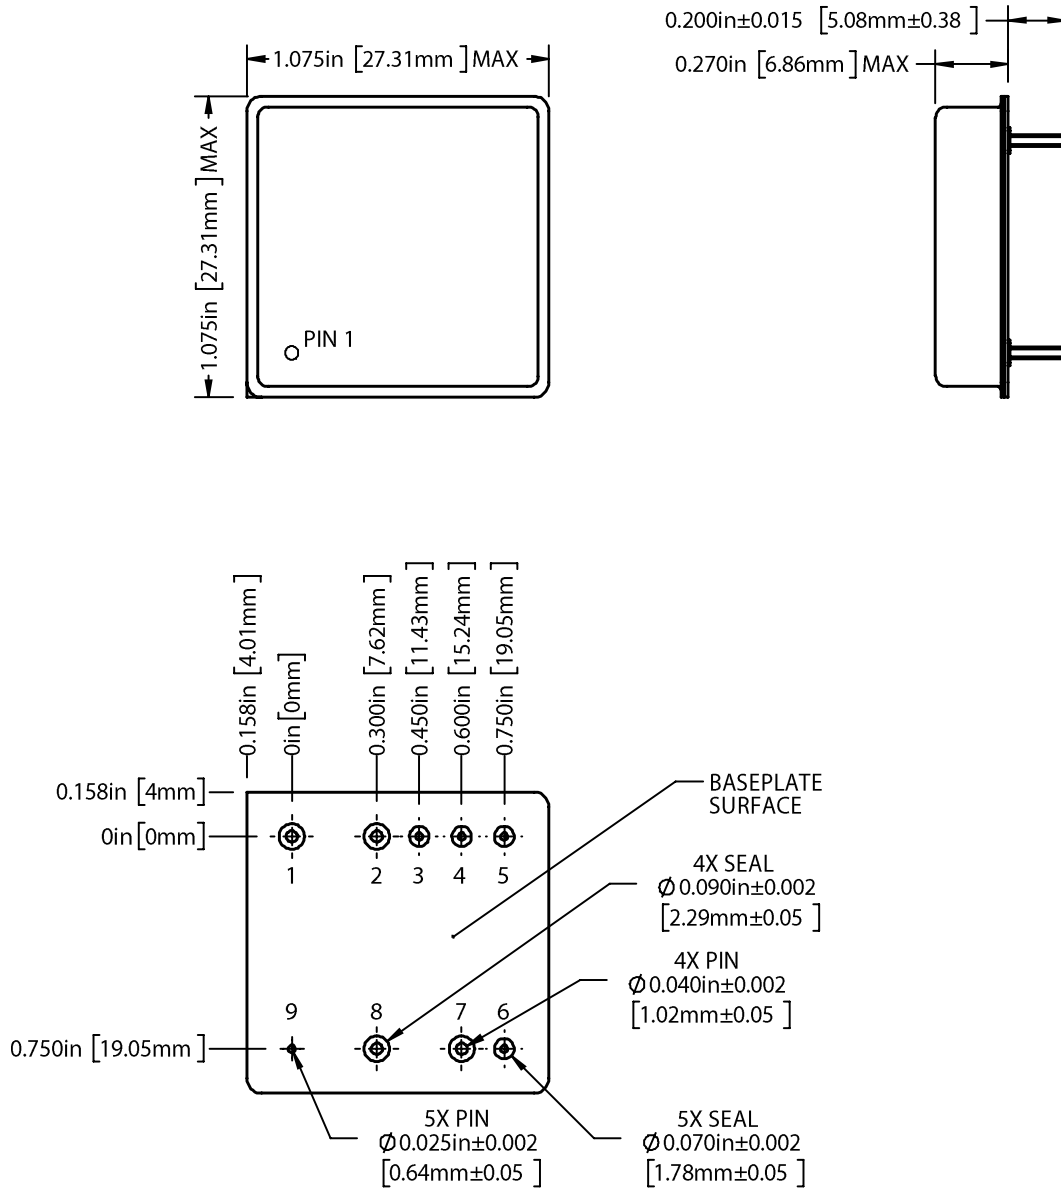 0.200in±0.015 [5.08mm±0.38
1.075in [27.31mm ] MAX
0.270in [6.86mm ] MAX
1.075in [27.31mm ] MAX
PIN 1
0.158in [4.01mm]
0in [0mm]
0.300in [7.62mm]
0.450in [11.43mm]
0.600in [15.24mm]
0.750in [19.05mm]
0.158in [4mm]
0in [0mm]
BASEPLATE
SURFACE
1 2 3 4 5
4X SEAL
Ø 0.090in±0.002
[2.29mm±0.05 ]
4X PIN
Ø 0.040in±0.002
[1.02mm±0.05 ]
9 8 7 6
0.750in [19.05mm ]
5X PIN
Ø 0.025in±0.002
[0.64mm±0.05 ]
5X SEAL
Ø 0.070in±0.002
[1.78mm±0.05 ]